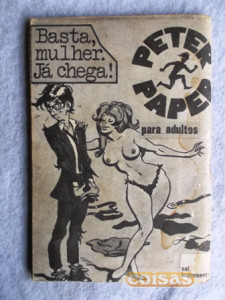 Basta,
mulher.
Já chega!
PETER
PAPER
para adultos
coisas